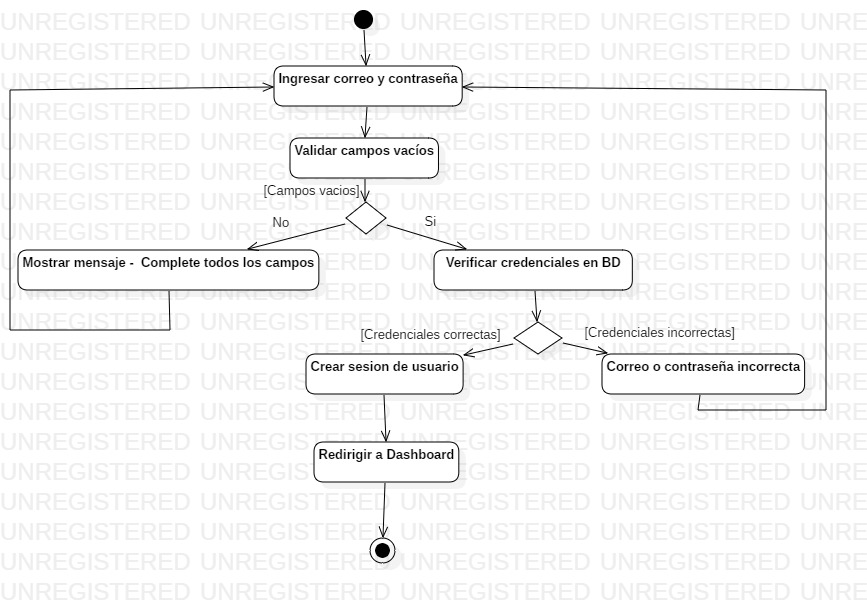 Ingresar correo y contraseña
Validar campos vacíos
[Campos vacios]
No
Si
Mostrar mensaje -  Complete todos los campos
Verificar credenciales en BD
[Credenciales correctas]
[Credenciales incorrectas]
Crear sesion de usuario
Correo o contraseña incorrecta
Redirigir a Dashboard
UNREGISTERED